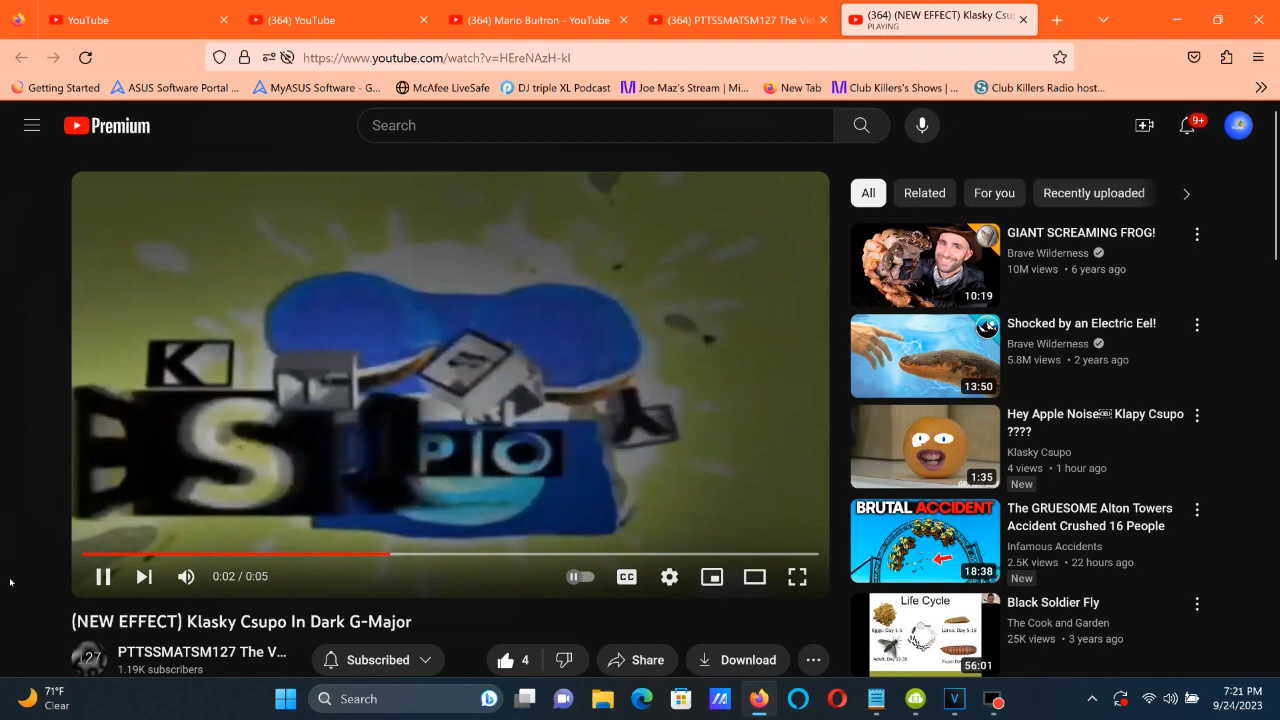 YouTube
(364) YouTube
(364) Mario Buitron - YouTube
(364) PTTSSMATSM127 The Vid
(364) (NEW EFFECT) Klasky Csup
PLAYING
https://www.youtube.com/watch?v=HEreNAzH-kI
Getting Started
ASUS Software Portal ...
MyASUS Software - G...
McAfee LiveSafe
DJ triple XL Podcast
Joe Maz's Stream | Mi...
New Tab
Club Killers's Shows | ...
Club Killers Radio host...
Premium
Search
9+
All
Related
For you
Recently uploaded
K
S
PO
0:02 / 0:05
CC
(NEW EFFECT) Klasky Csupo In Dark G-Major
127
PTTSSMATSM127 The V...
1.19K subscribers
Subscribed
Share
Download
GIANT SCREAMING FROG!
Brave Wilderness
10M views • 6 years ago
10:19
Shocked by an Electric Eel!
Brave Wilderness
5.8M views • 2 years ago
13:50
Hey Apple Noise￼ Klapy Csupo
????
Klasky Csupo
4 views • 1 hour ago
New
1:35
BRUTAL ACCIDENT
The GRUESOME Alton Towers
Accident Crushed 16 People
Infamous Accidents
2.5K views • 22 hours ago
New
18:38
Life Cycle
Black Soldier Fly
The Cook and Garden
25K views • 3 years ago
56:01
71°F
Clear
Search
7:21 PM
9/24/2023